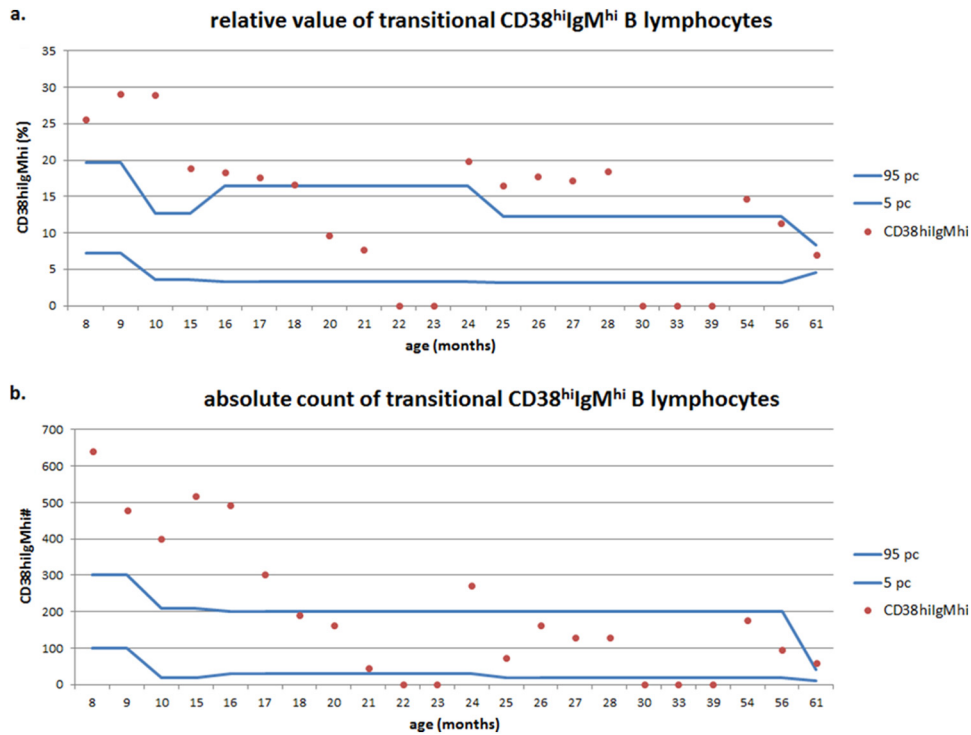 a. relative value of transitional CD38hiIgMhi B lymphocytes
35
30
25
20
15
10
5
0
CD38hiIgMhi (%)
8 9 10 15 16 17 18 20 21 22 23 24 25 26 27 28 30 33 39 54 56 61
age (months)
95 pc
5 pc
CD38hiIgMhi
b. absolute count of transitional CD38hiIgMhi B lymphocytes
700
600
500
400
300
200
100
0
CD38hiIgMhi#
8 9 10 15 16 17 18 20 21 22 23 24 25 26 27 28 30 33 39 54 56 61
age (months)
95 pc
5 pc
CD38hiIgMhi